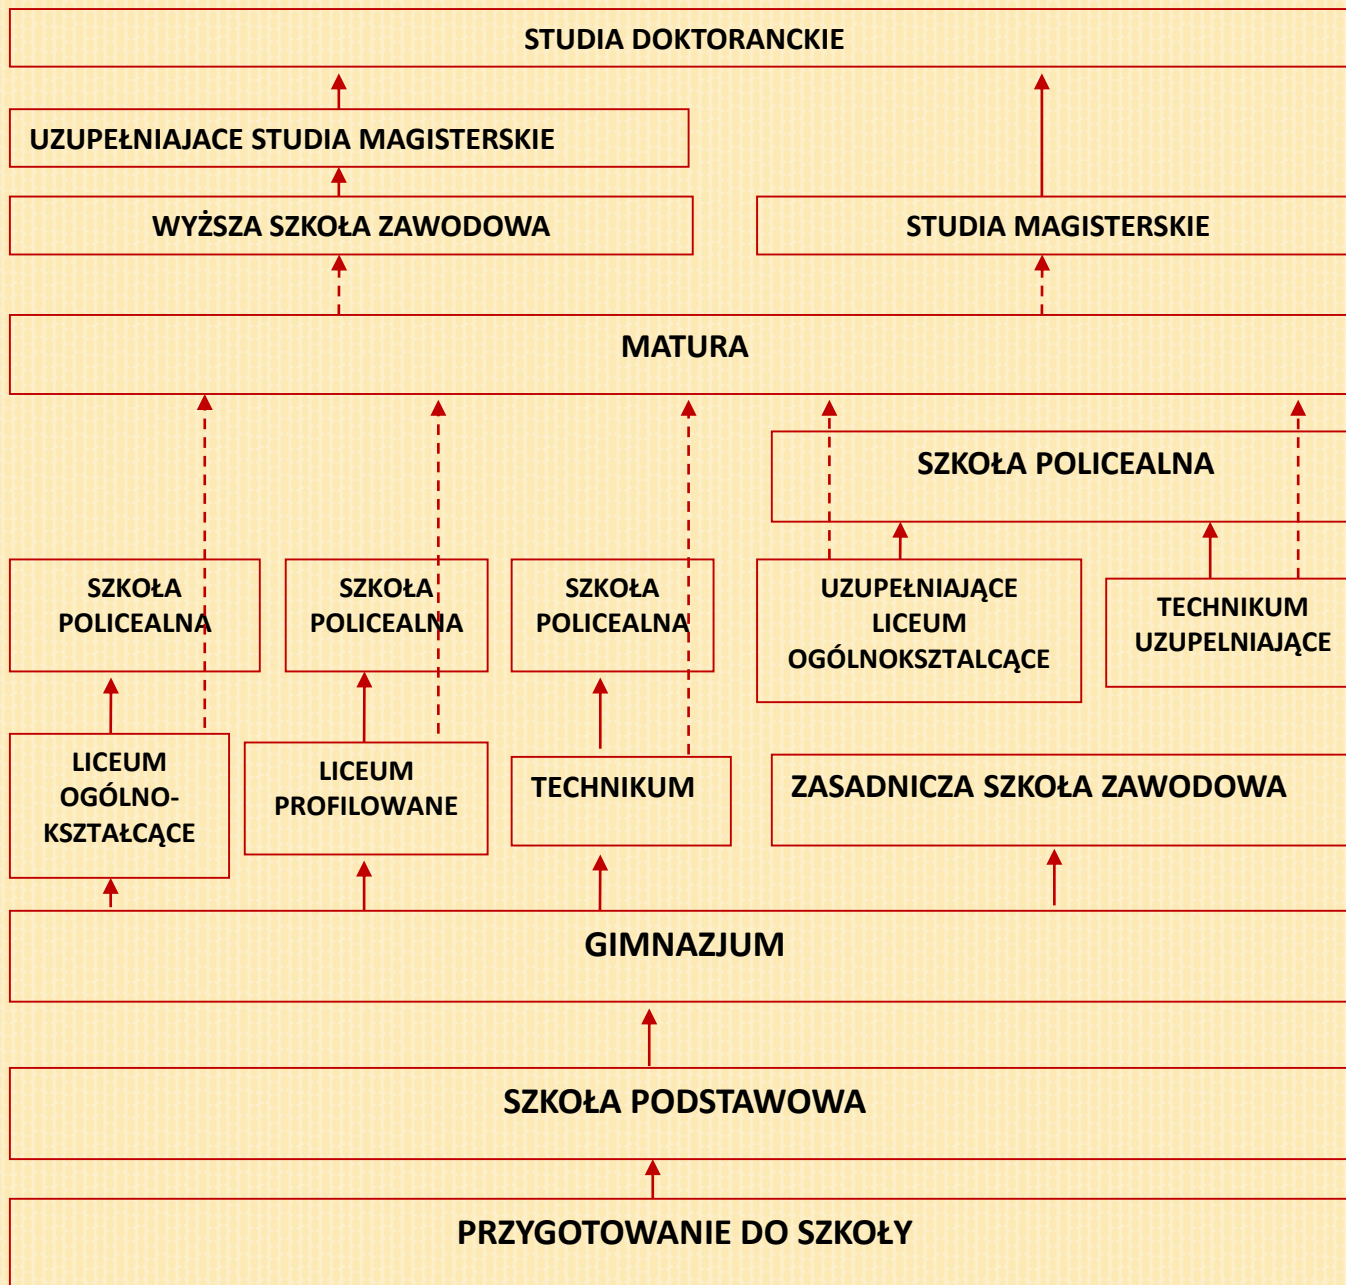 STUDIA DOKTORANCKIE
UZUPEŁNIAJACE STUDIA MAGISTERSKIE
WYŻSZA SZKOŁA ZAWODOWA
STUDIA MAGISTERSKIE
MATURA
SZKOŁA POLICEALNA
SZKOŁA
POLICEALNA
SZKOŁA
POLICEALNA
SZKOŁA
POLICEALNA
UZUPEŁNIAJĄCE
LICEUM
OGÓLNOKSZTALCĄCE
TECHNIKUM
UZUPELNIAJĄCE
LICEUM
OGÓLNO-
KSZTAŁCĄCE
LICEUM
PROFILOWANE
TECHNIKUM
ZASADNICZA SZKOŁA ZAWODOWA
GIMNAZJUM
SZKOŁA PODSTAWOWA
PRZYGOTOWANIE DO SZKOŁY